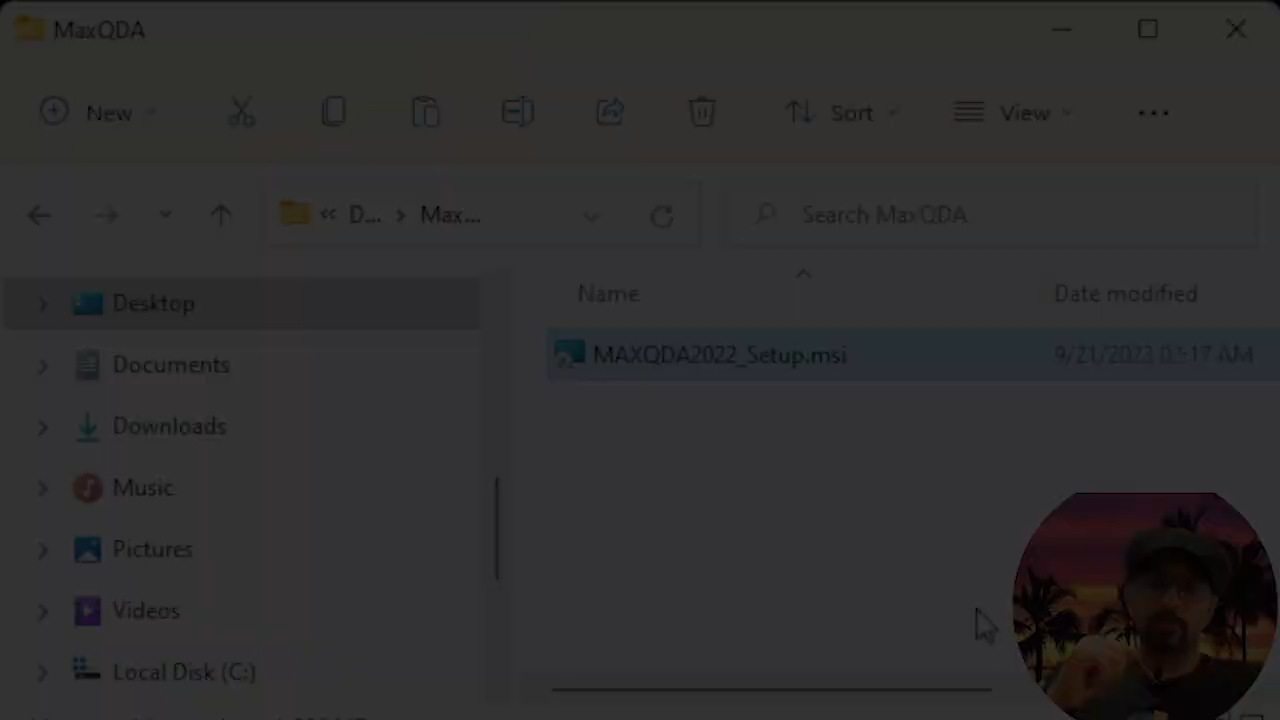 MaxQDA
New
Sort
View
« D... > Max...
Search MaxQDA
Name
Date modified
Desktop
MAXQDA2022_Setup.msi
AM
Documents
Downloads
Music
Pictures
Videos
Local Disk (C:)